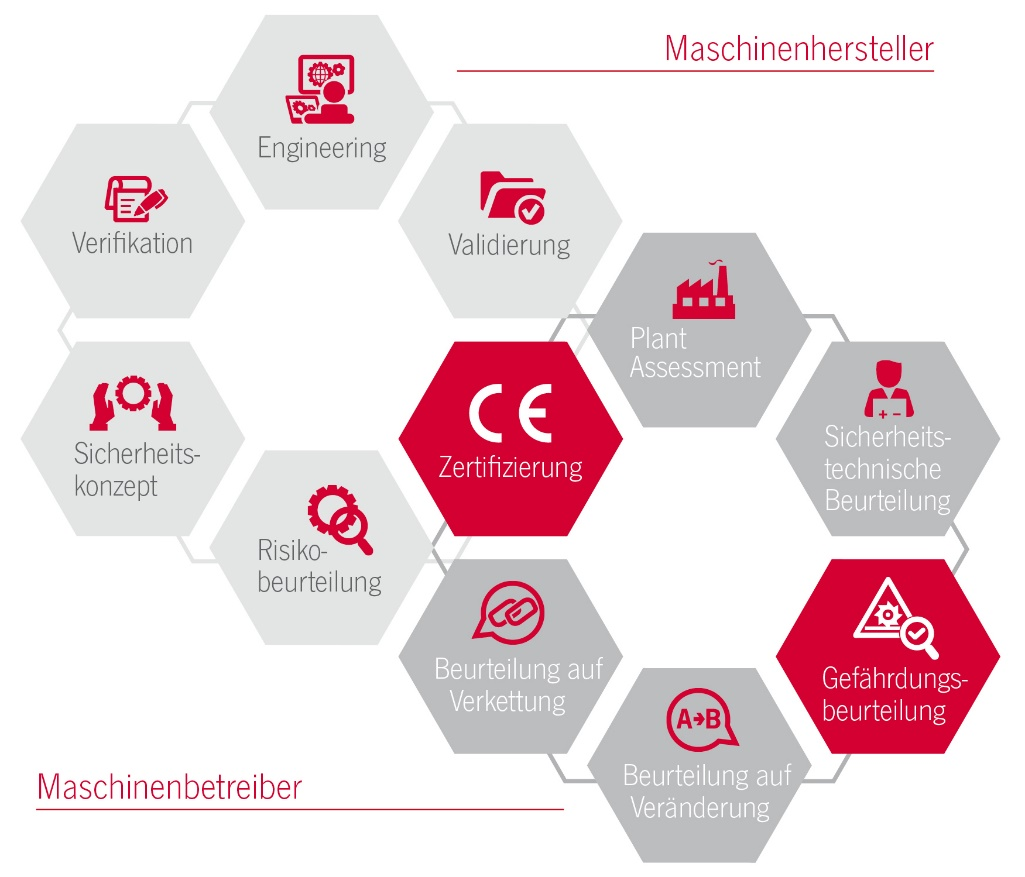 Maschinenhersteller
Engineering
Verifikation
Validierung
Plant
Assessment
CE
Zertifizierung
Sicherheits-
technische
Beurteilung
Sicherheits-
konzept
Risiko-
beurteilung
Beurteilung auf
Verkettung
Gefährdungs-
beurteilung
A→B
Beurteilung auf
Veränderung
Maschinenbetreiber